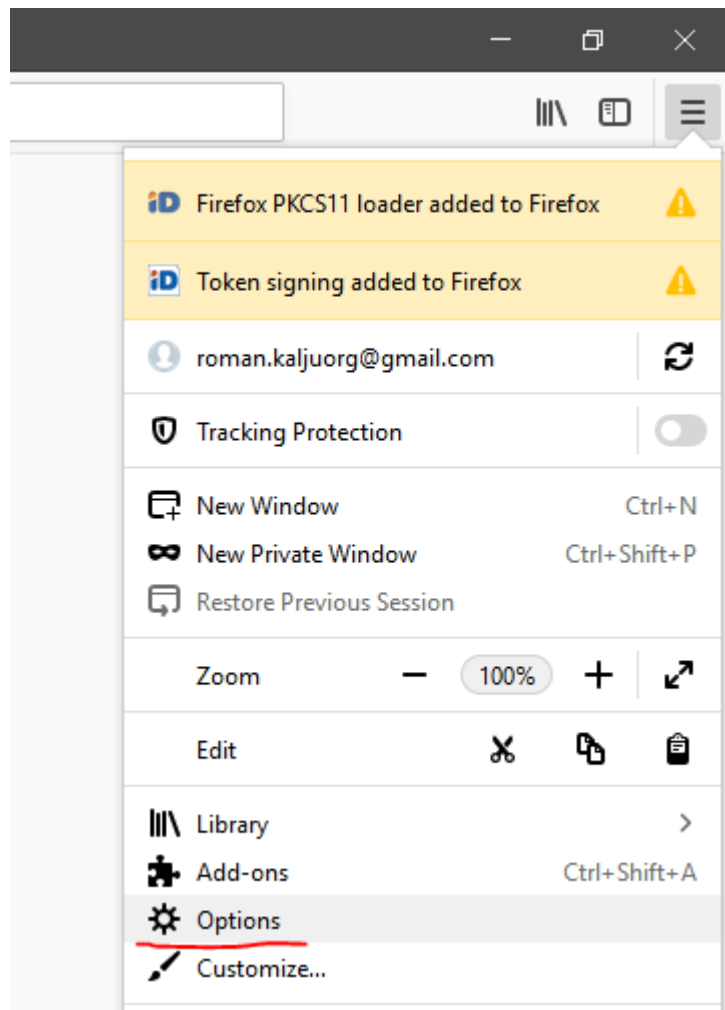 iD Firefox PKCS11 loader added to Firefox
iD Token signing added to Firefox
roman.kaljuorg@gmail.com
Tracking Protection
New Window Ctrl+N
New Private Window Ctrl+Shift+P
Restore Previous Session
Zoom − 100% +
Edit
Library >
Add-ons Ctrl+Shift+A
Options
Customize...